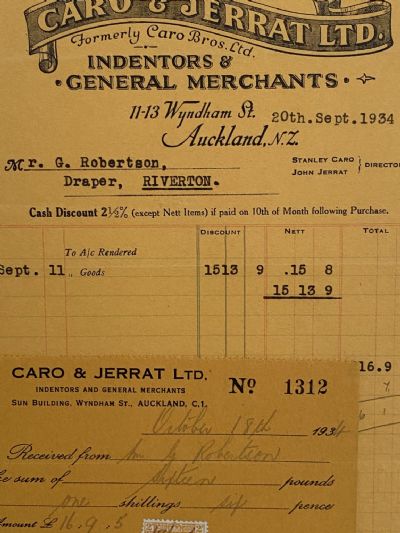 CARO & JERRAT LTD.
Formerly Caro Bros. Ltd.
INDENTORS &
GENERAL MERCHANTS
11-13 Wyndham St.
20th. Sept. 1934
Auckland, N.Z.
Mr. G. Robertson,
Draper, RIVERTON.
STANLEY CARO
JOHN JERRAT
DIRECTOR
Cash Discount 2½% (except Nett Items) if paid on 10th of Month following Purchase.
DISCOUNT NETT TOTAL
To A/c Rendered
Sept. 11 „ Goods 1513 9 .15 8
15 13 9
16.9
CARO & JERRAT LTD. No 1312
INDENTORS AND GENERAL MERCHANTS
SUN BUILDING, WYNDHAM ST., AUCKLAND, C.1.
October 18th 1934
Received from Mr G Robertson
e sum of Sixteen pounds
one shillings six pence
Amount £ 16.9.5